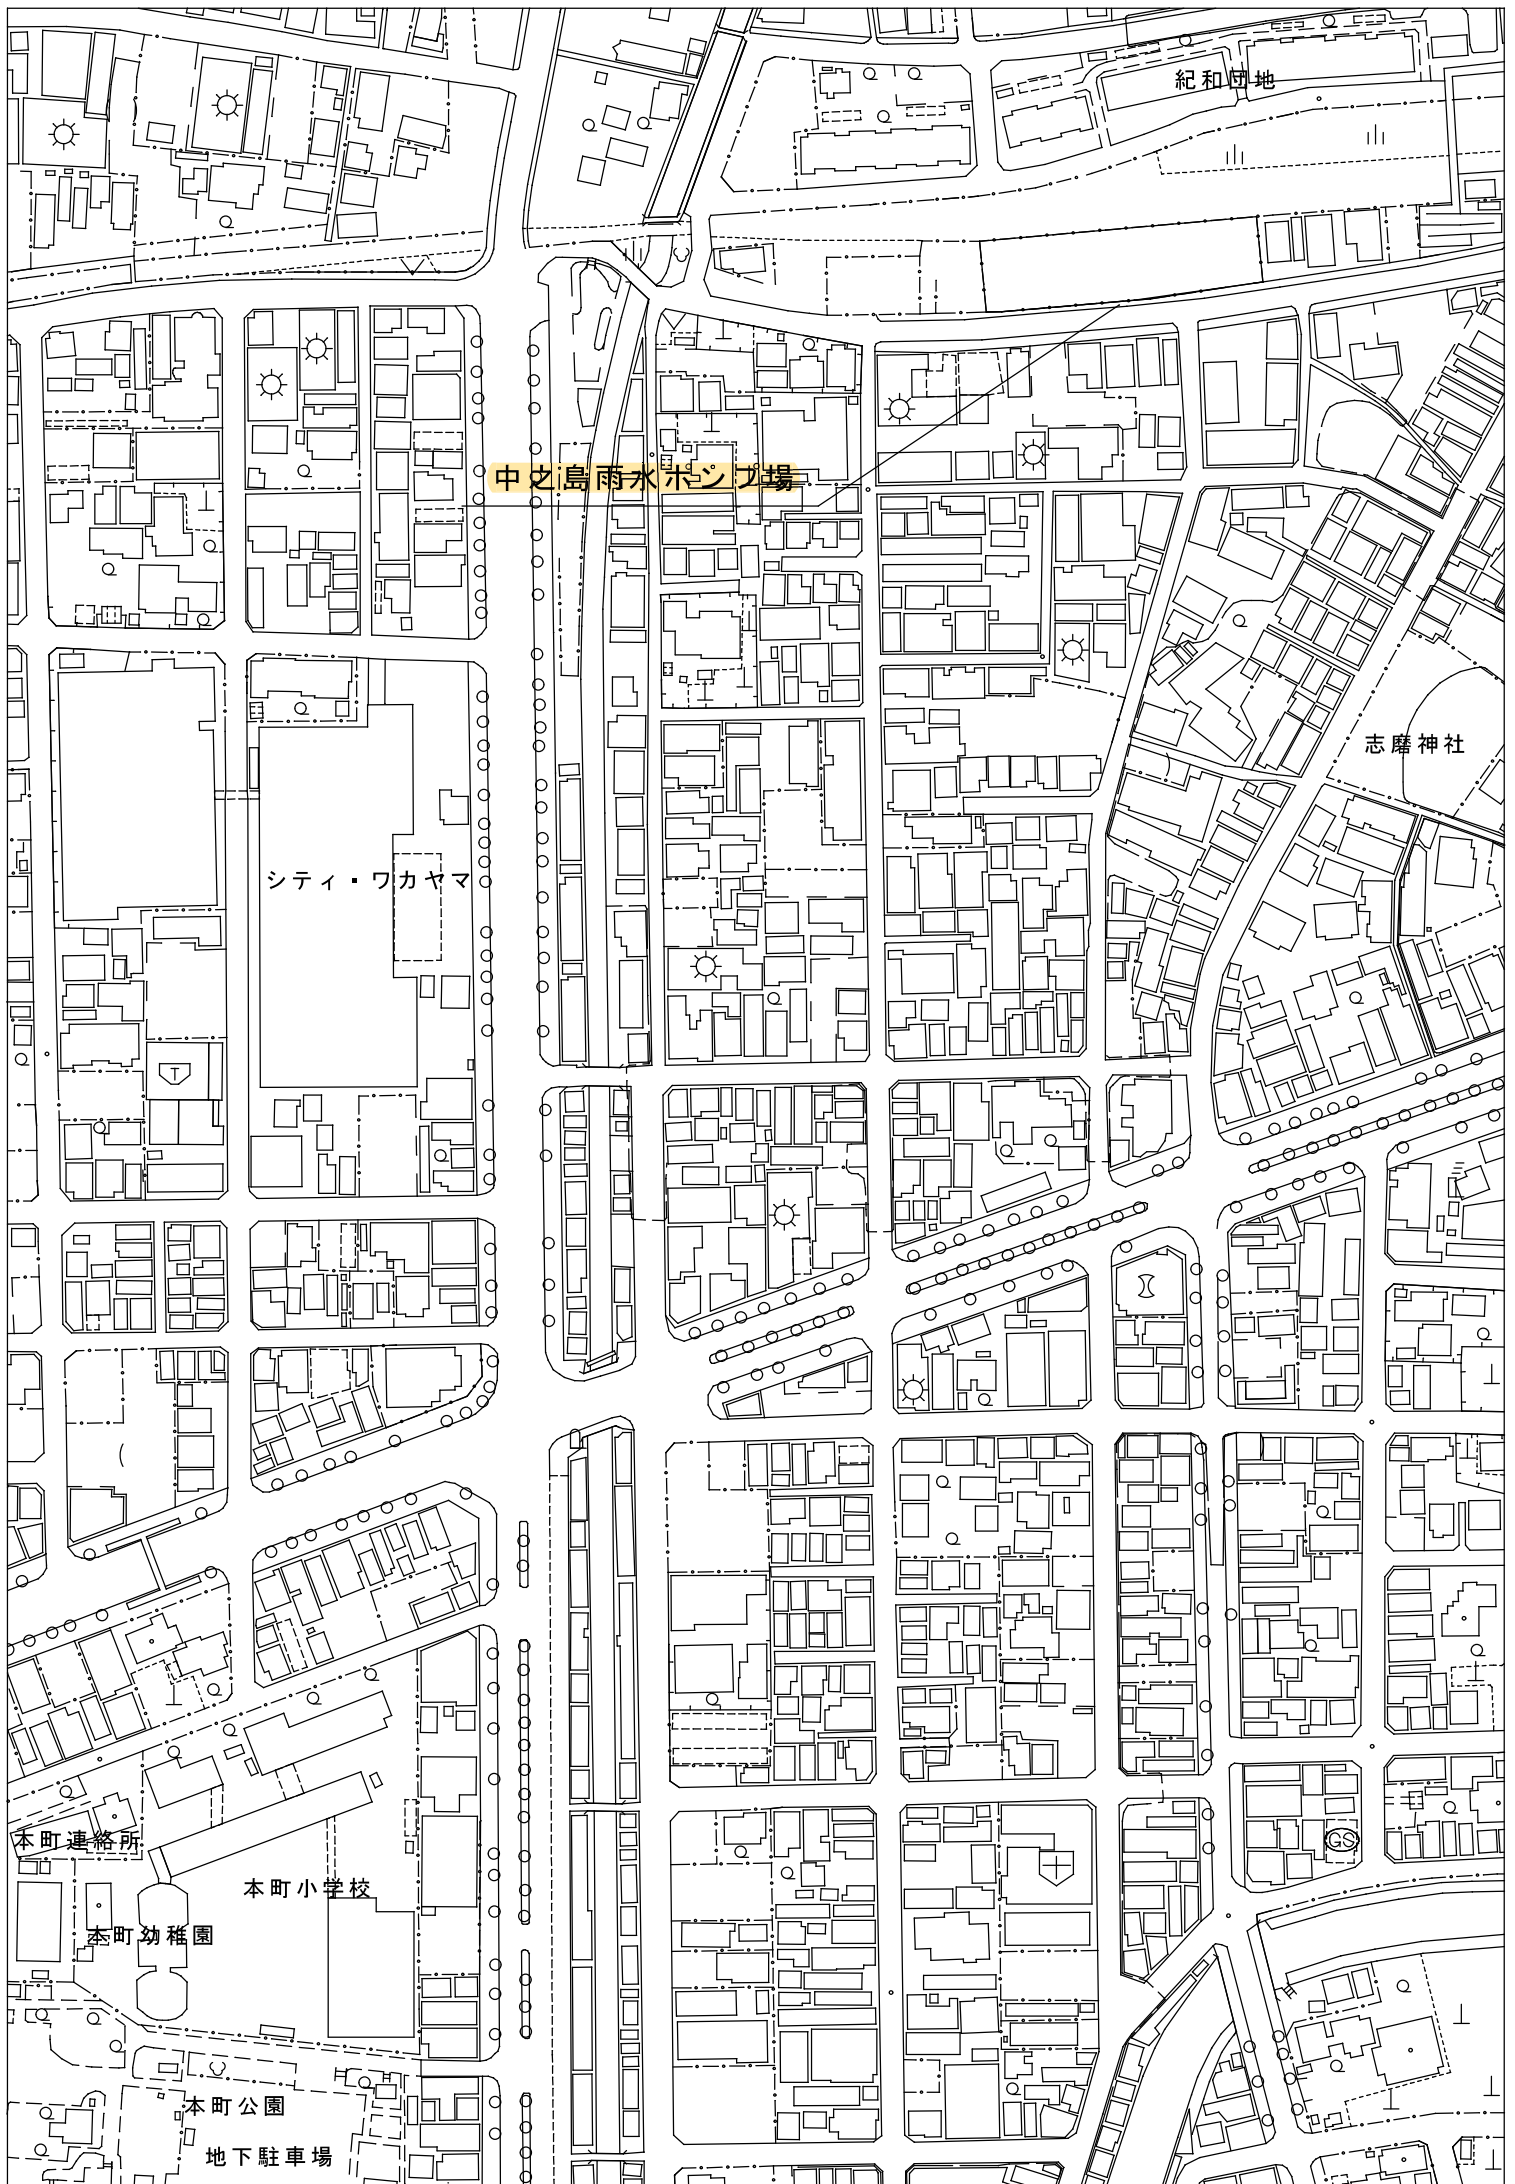 紀和団地
中之島雨水ポンプ場
志磨神社
シティ・ワカヤマ
GS
本町連絡所
本町小学校
本町幼稚園
本町公園
地下駐車場